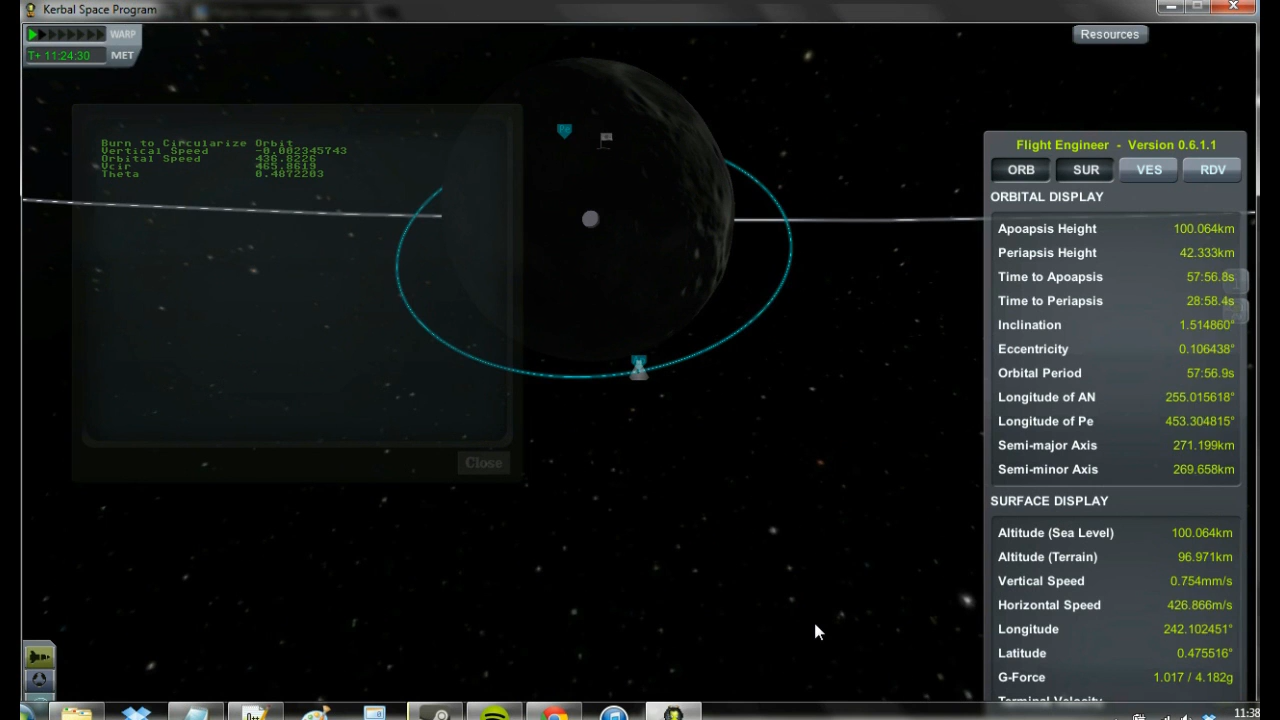 Kerbal Space Program
WARP
T+ 11:24:30 MET
Resources
Burn to Circularize Orbit
Vertical Speed -0.002345743
Orbital Speed 436.8226
Vcir 465.8619
Theta 0.4872203
Close
Pe
Flight Engineer - Version 0.6.1.1
ORB SUR VES RDV
ORBITAL DISPLAY
Apoapsis Height 100.064km
Periapsis Height 42.333km
Time to Apoapsis 57:56.8s
Time to Periapsis 28:58.4s
Inclination 1.514860°
Eccentricity 0.106438°
Orbital Period 57:56.9s
Longitude of AN 255.015618°
Longitude of Pe 453.304815°
Semi-major Axis 271.199km
Semi-minor Axis 269.658km
SURFACE DISPLAY
Altitude (Sea Level) 100.064km
Altitude (Terrain) 96.971km
Vertical Speed 0.754mm/s
Horizontal Speed 426.866m/s
Longitude 242.102451°
Latitude 0.475516°
G-Force 1.017 / 4.182g
Terminal Velocity
11:38